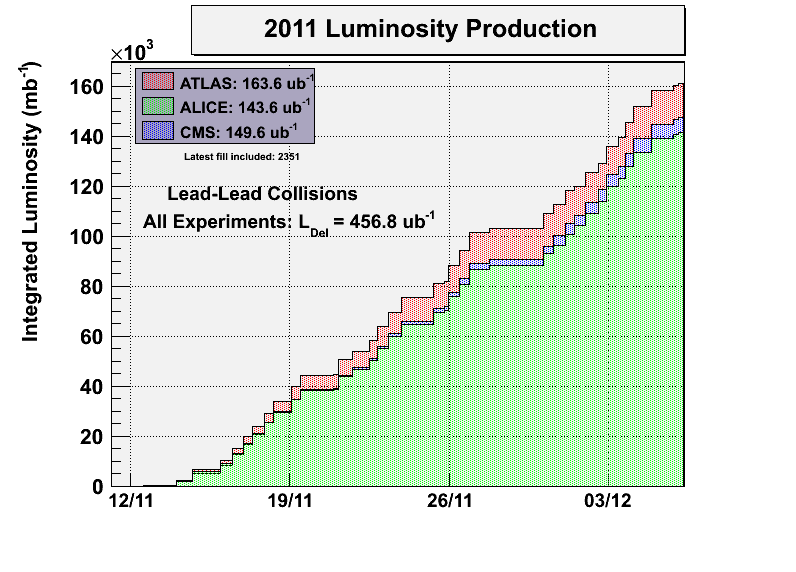 2011 Luminosity Production
×10³
Integrated Luminosity (mb⁻¹)
160
140
120
100
80
60
40
20
0
ATLAS: 163.6 ub⁻¹
ALICE: 143.6 ub⁻¹
CMS: 149.6 ub⁻¹
Latest fill included: 2351
Lead-Lead Collisions
All Experiments: L_Del = 456.8 ub⁻¹
12/11 19/11 26/11 03/12